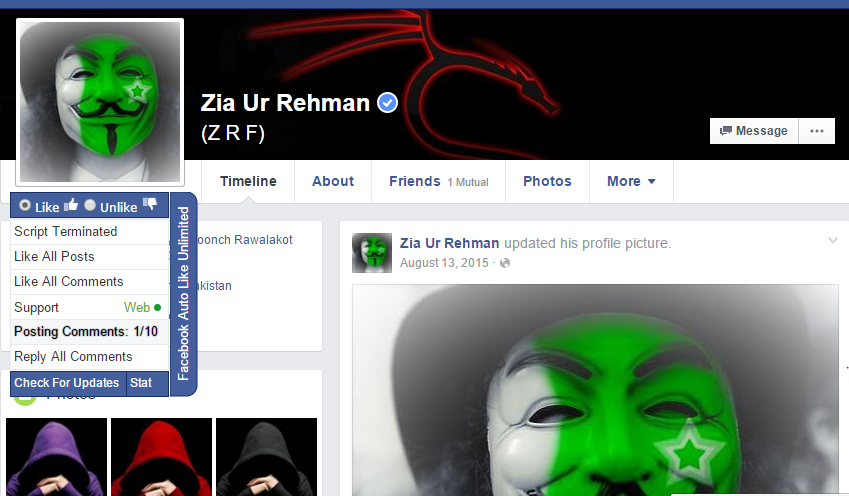 Zia Ur Rehman
(Z R F)
Message
Timeline About Friends 1 Mutual Photos More
Like Unlike
Script Terminated
Like All Posts
Like All Comments
Support Web
Posting Comments: 1/10
Reply All Comments
Check For Updates Stat
Facebook Auto Like Unlimited
Rawalakot
Photos
Zia Ur Rehman updated his profile picture.
August 13, 2015